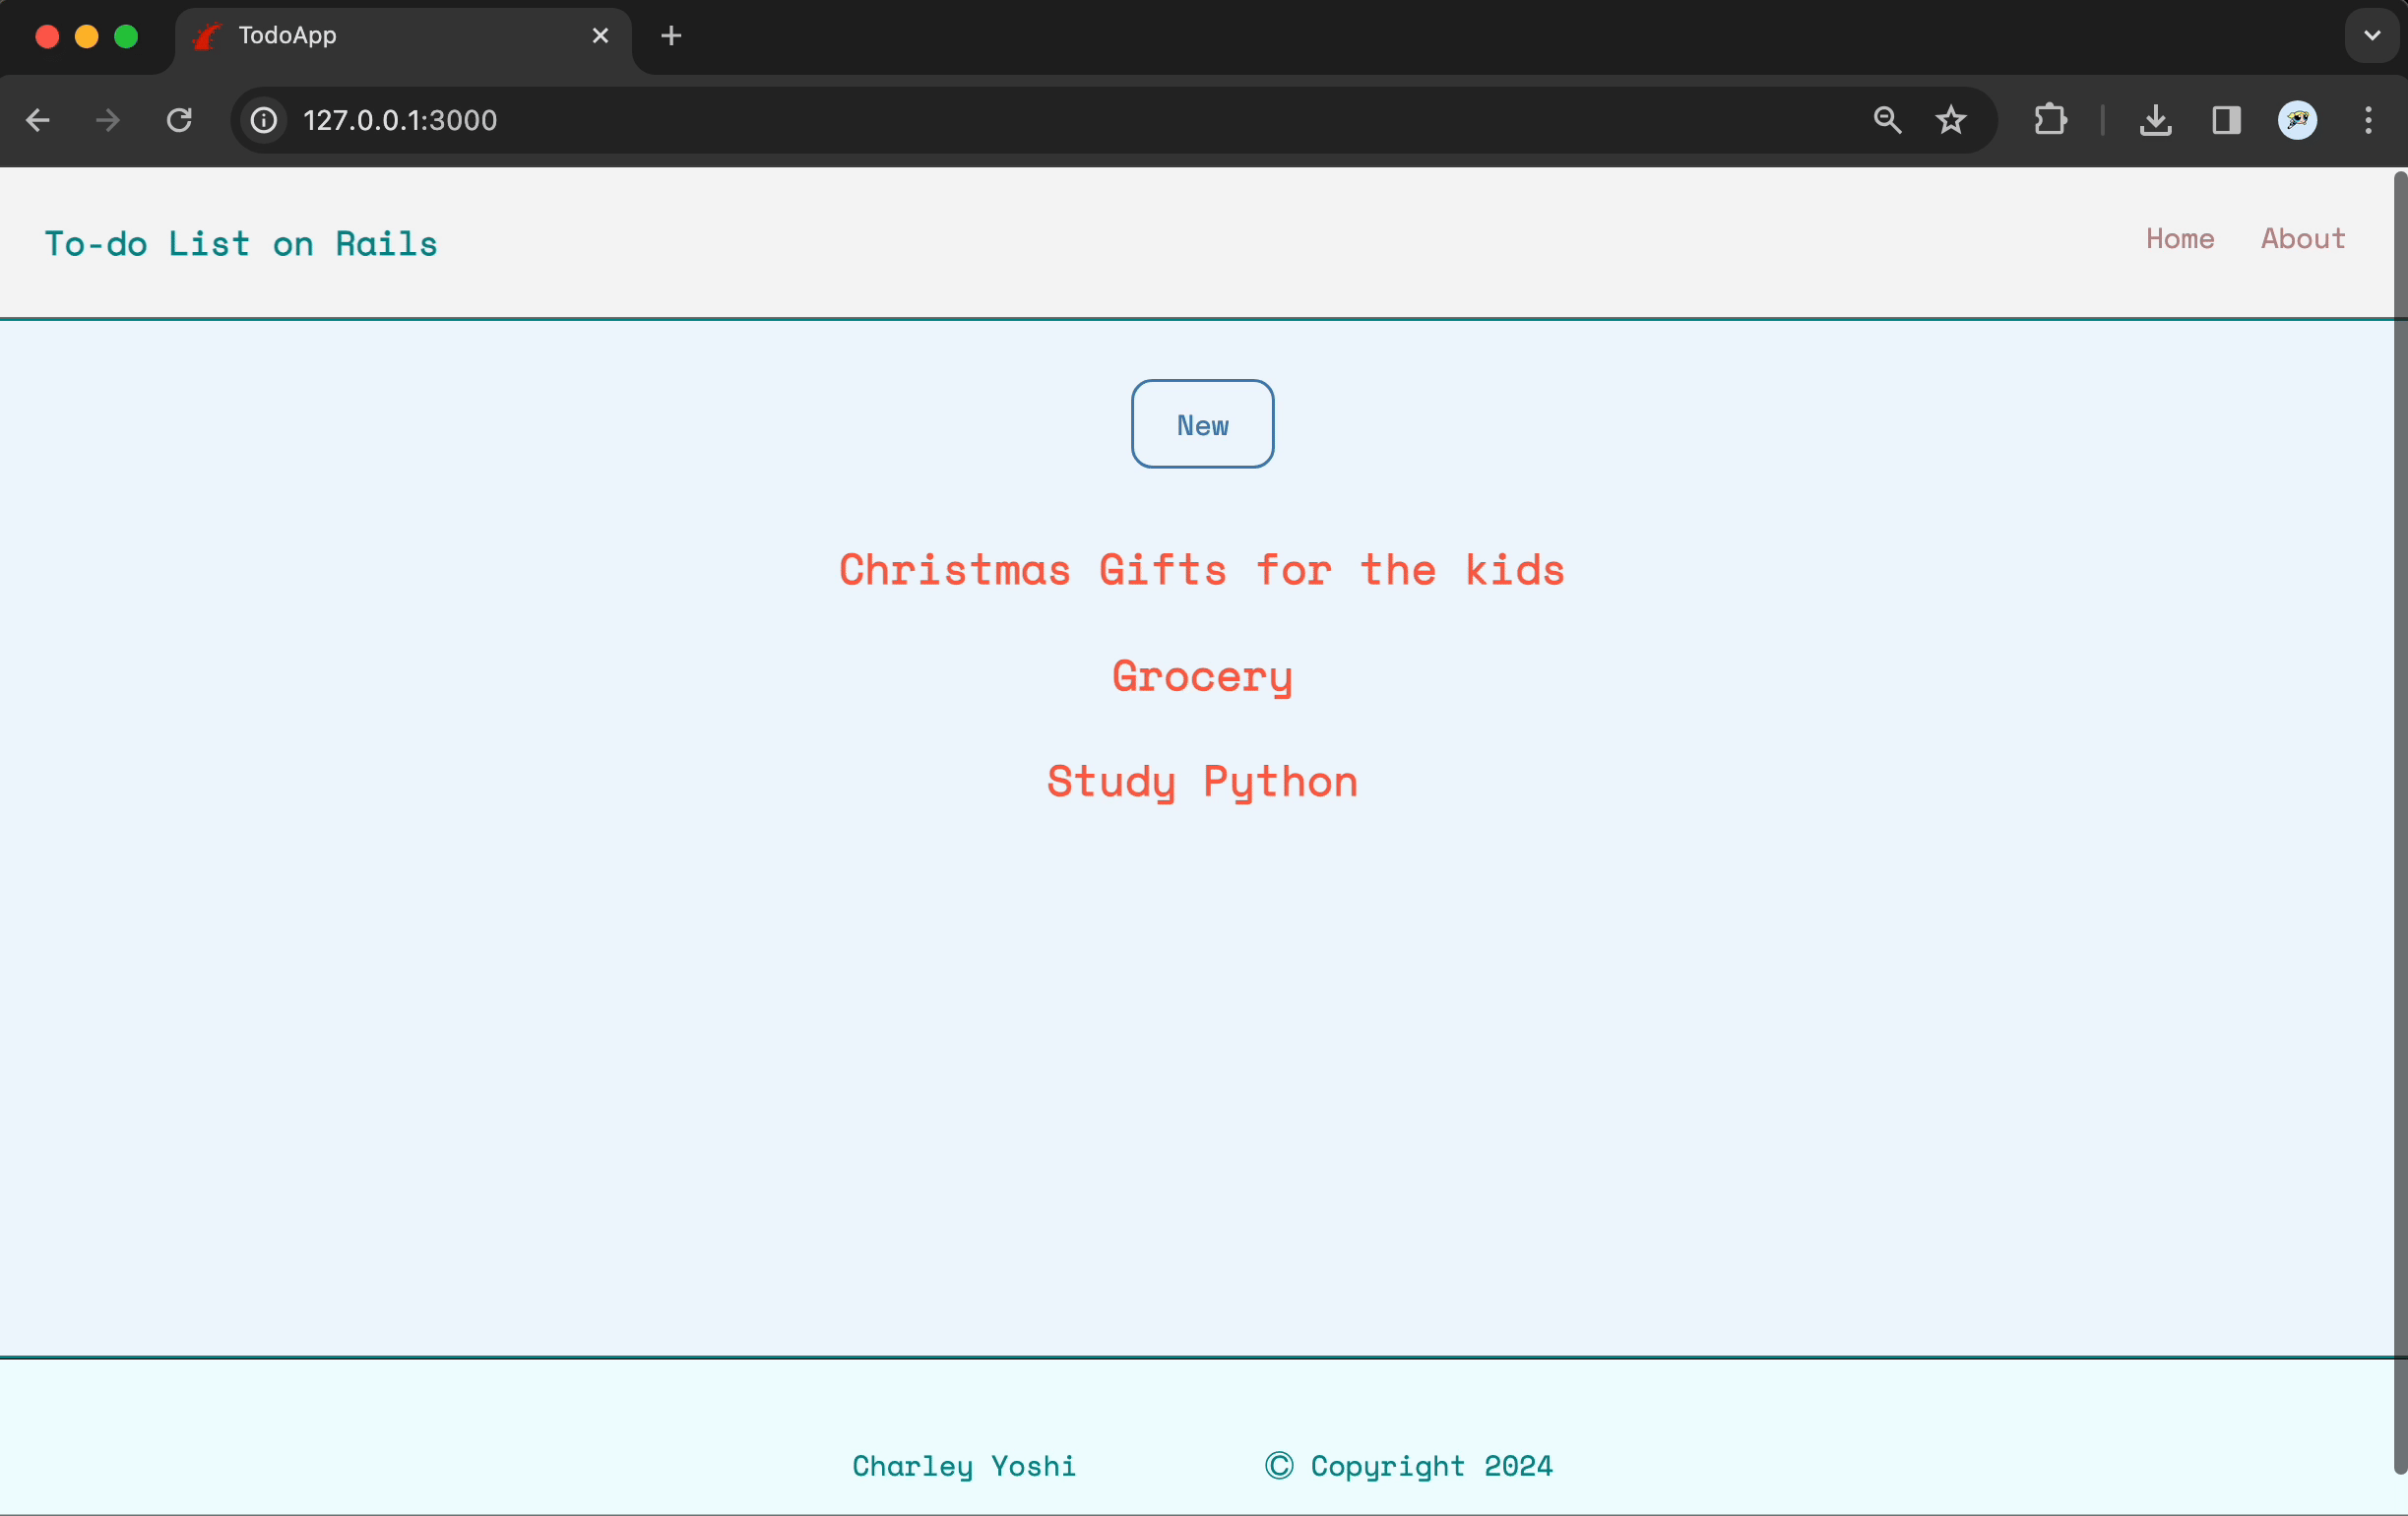 TodoApp
127.0.0.1:3000
To-do List on Rails
Home About
New
Christmas Gifts for the kids
Grocery
Study Python
Charley Yoshi © Copyright 2024